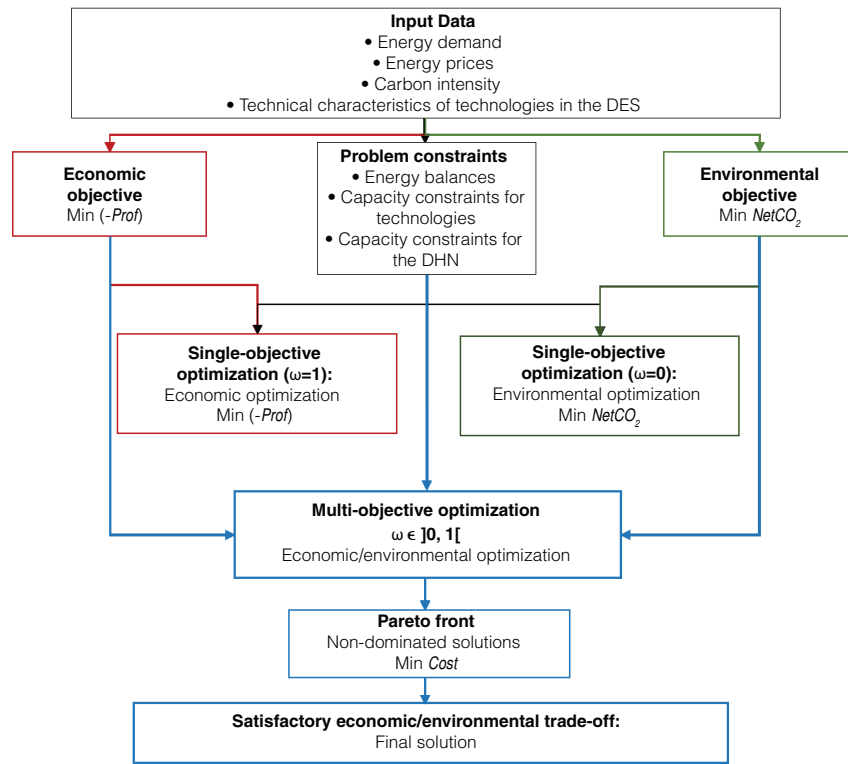 Input Data
• Energy demand
• Energy prices
• Carbon intensity
• Technical characteristics of technologies in the DES
Economic
objective
Min (-Prof)
Problem constraints
• Energy balances
• Capacity constraints for
technologies
• Capacity constraints for
the DHN
Environmental
objective
Min NetCO₂
Single-objective
optimization (ω=1):
Economic optimization
Min (-Prof)
Single-objective
optimization (ω=0):
Environmental optimization
Min NetCO₂
Multi-objective optimization
ω ϵ ]0, 1[
Economic/environmental optimization
Pareto front
Non-dominated solutions
Min Cost
Satisfactory economic/environmental trade-off:
Final solution